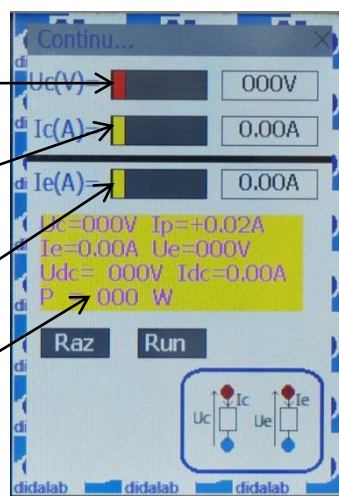 Continu...
Uc(V)= 000V
Ic(A)= 0.00A
Ie(A)= 0.00A
Uc=000V Ip=+0.02A
Ie=0.00A Ue=000V
Udc= 000V Idc=0.00A
P = 000 W
Raz Run
Uc Ic Ue Ie
didalab didalab didalab